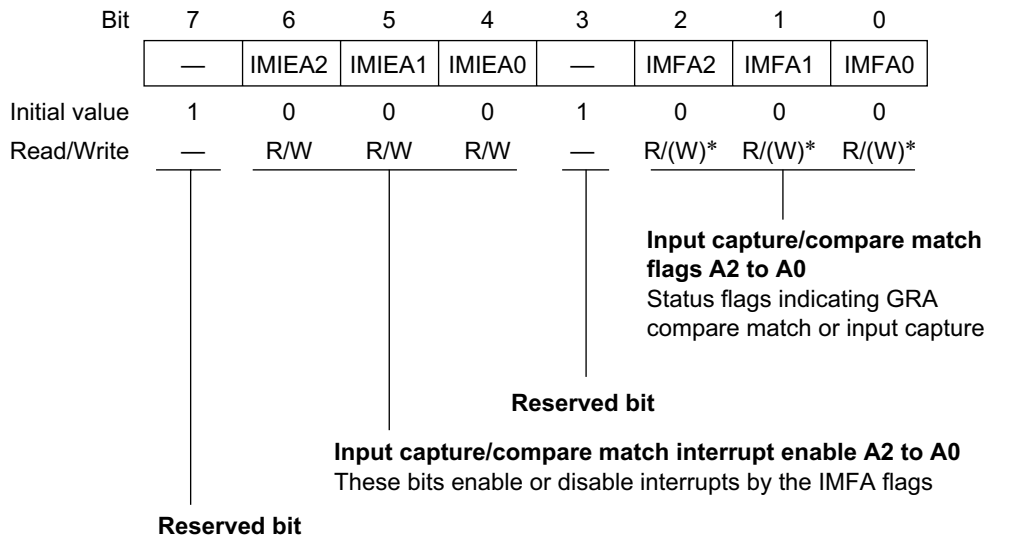 Bit 7 6 5 4 3 2 1 0
— IMIEA2 IMIEA1 IMIEA0 — IMFA2 IMFA1 IMFA0
Initial value 1 0 0 0 1 0 0 0
Read/Write — R/W R/W R/W — R/(W)* R/(W)* R/(W)*
Input capture/compare match
flags A2 to A0
Status flags indicating GRA
compare match or input capture
Reserved bit
Input capture/compare match interrupt enable A2 to A0
These bits enable or disable interrupts by the IMFA flags
Reserved bit